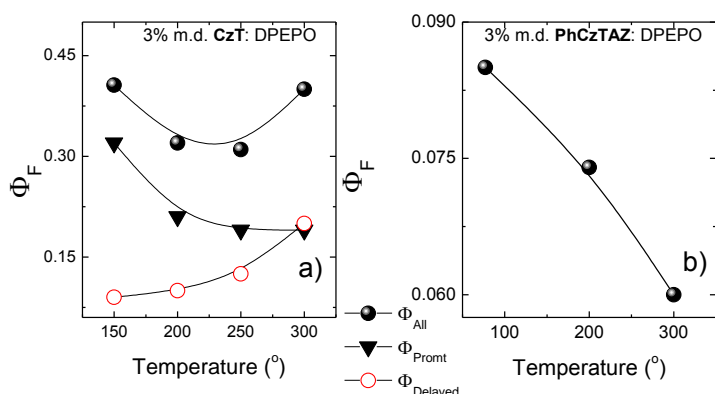 3% m.d. CzT: DPEPO
0.45
0.30
0.15
Φ_F
a)
150 200 250 300
Temperature (°)
Φ_All
Φ_Promt
Φ_Delayed
3% m.d. PhCzTAZ: DPEPO
0.090
0.075
0.060
Φ_F
b)
100 200 300
Temperature (°)